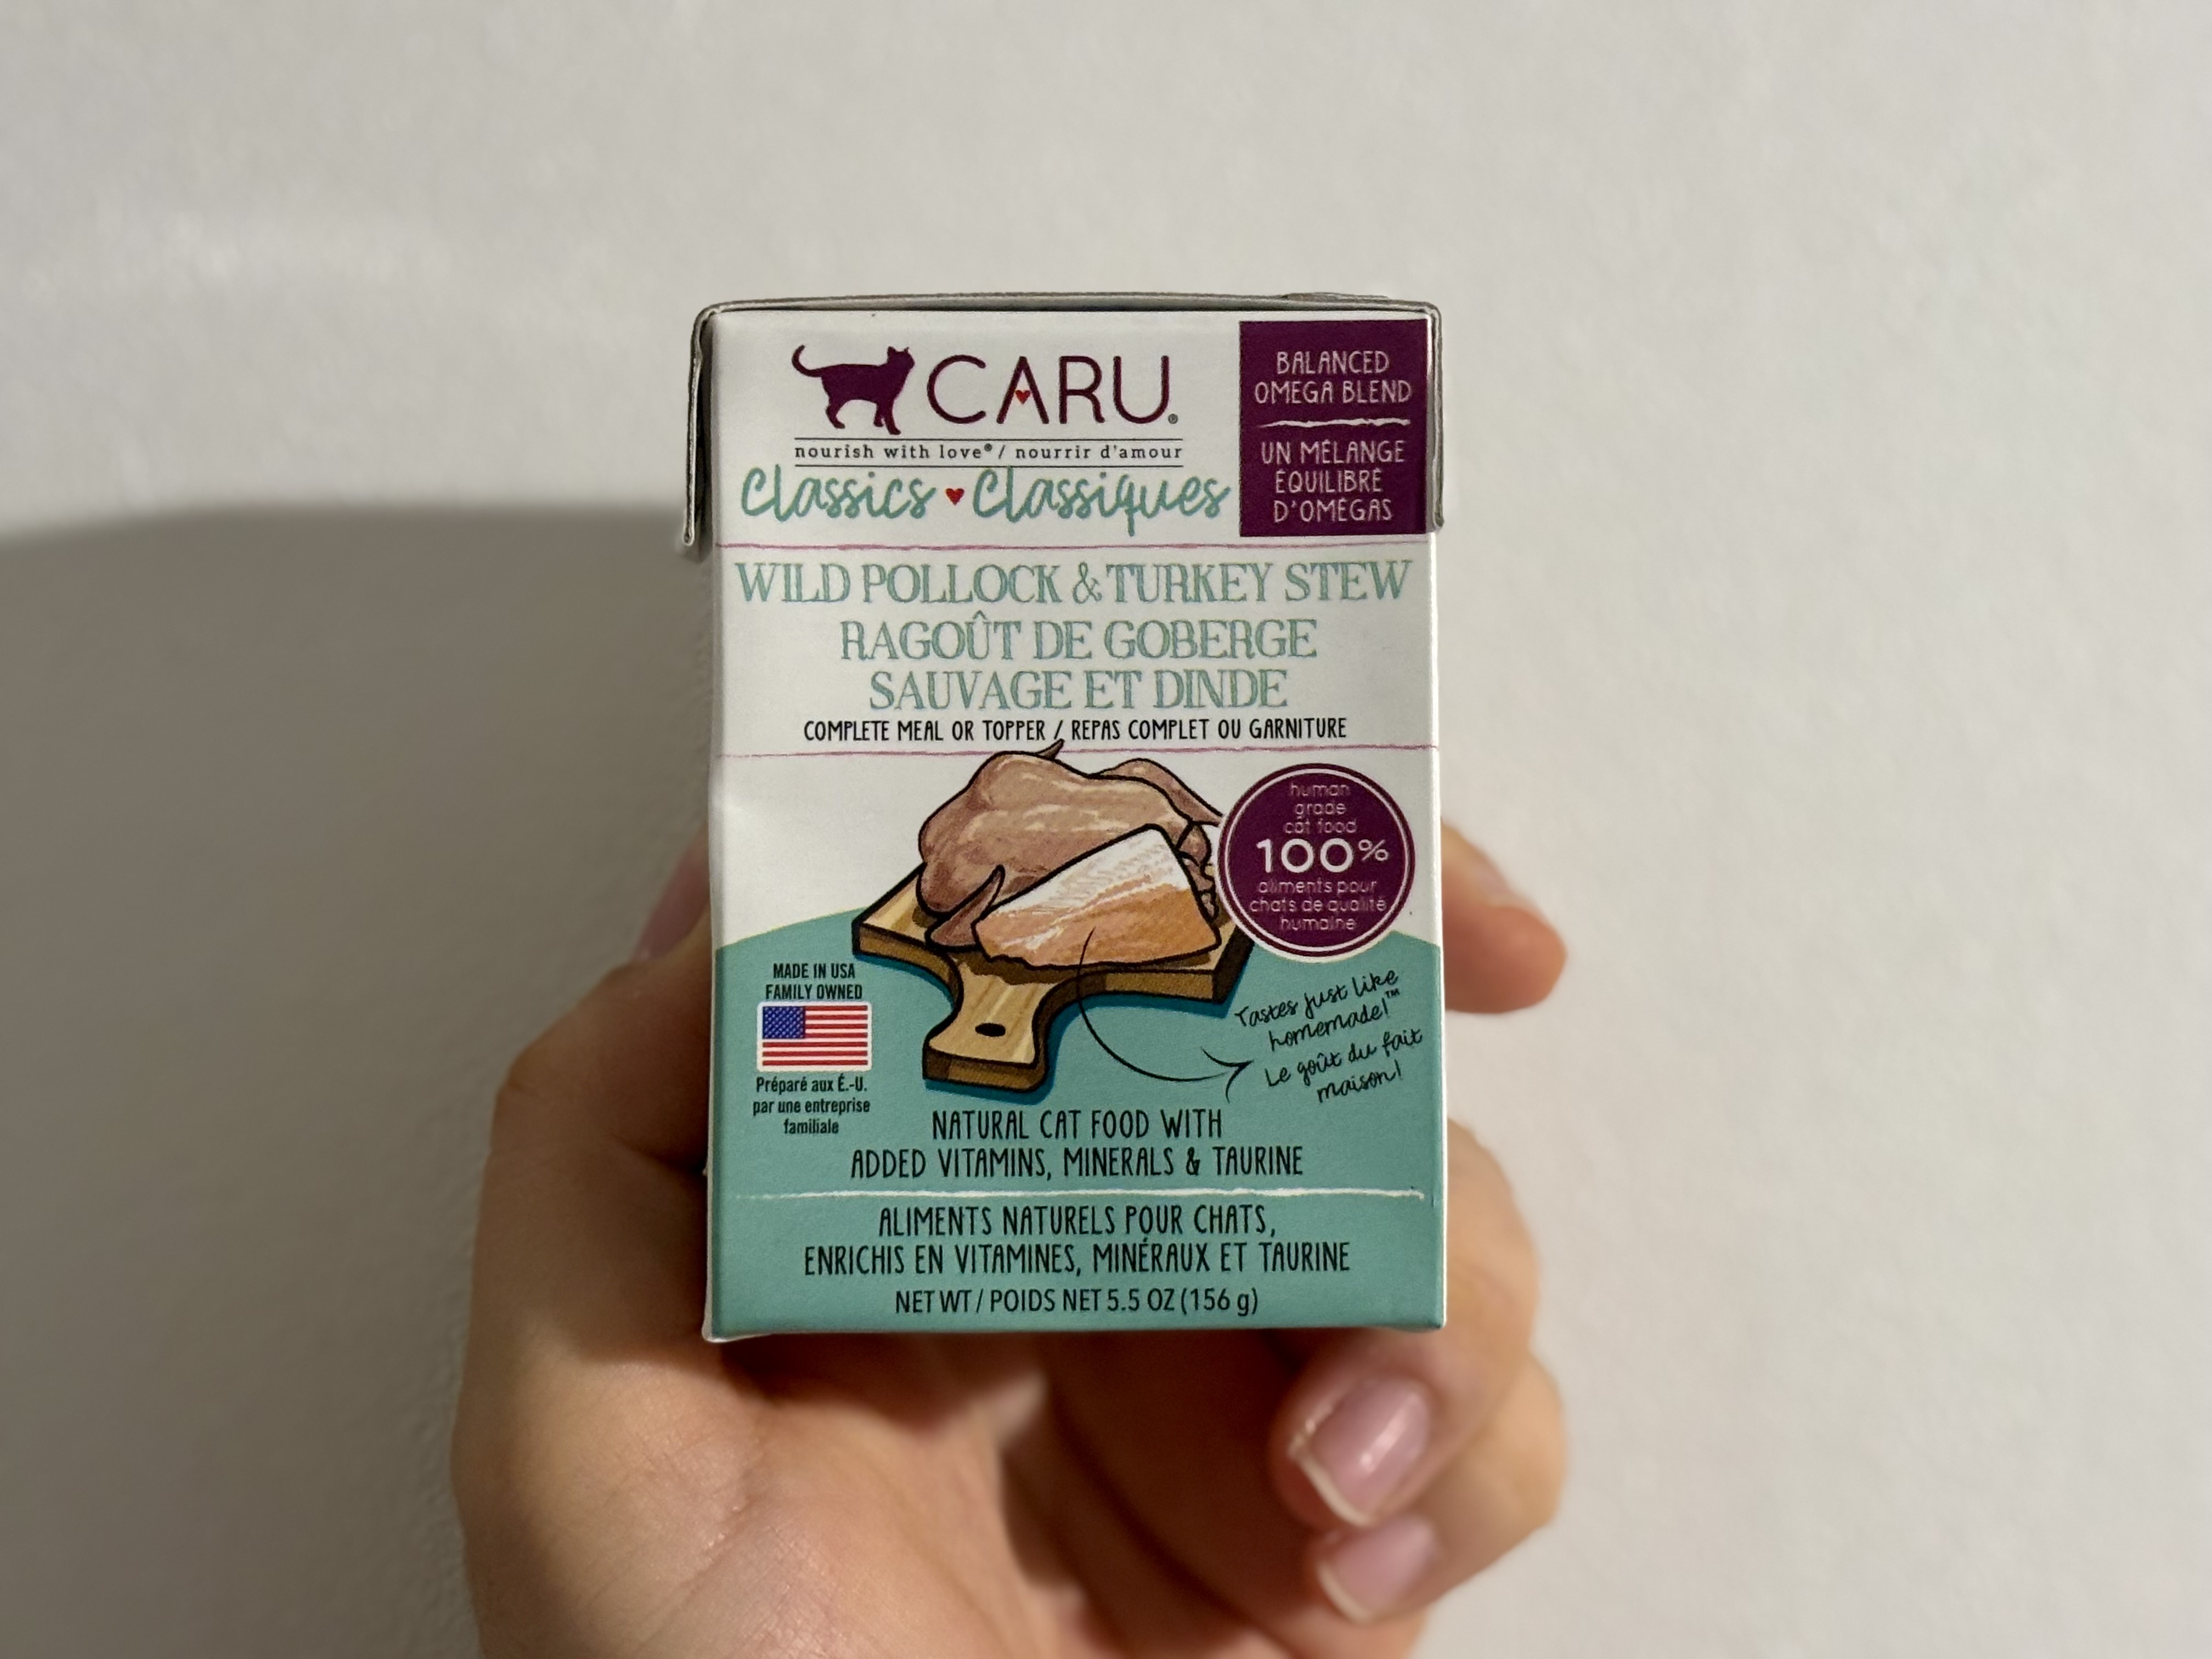 CARU®
nourish with love® / nourrir d'amour
Classics ♥ Classiques
BALANCED
OMEGA BLEND
UN MÉLANGE
ÉQUILIBRÉ
D'OMÉGAS
WILD POLLOCK & TURKEY STEW
RAGOÛT DE GOBERGE
SAUVAGE ET DINDE
COMPLETE MEAL OR TOPPER / REPAS COMPLET OU GARNITURE
human
grade
cat food
100%
aliments pour
chats de qualité
humaine
MADE IN USA
FAMILY OWNED
Préparé aux É.-U.
par une entreprise
familiale
Tastes just like
homemade!™
Le goût du fait
maison!
NATURAL CAT FOOD WITH
ADDED VITAMINS, MINERALS & TAURINE
ALIMENTS NATURELS POUR CHATS,
ENRICHIS EN VITAMINES, MINÉRAUX ET TAURINE
NET WT / POIDS NET 5.5 OZ (156 g)